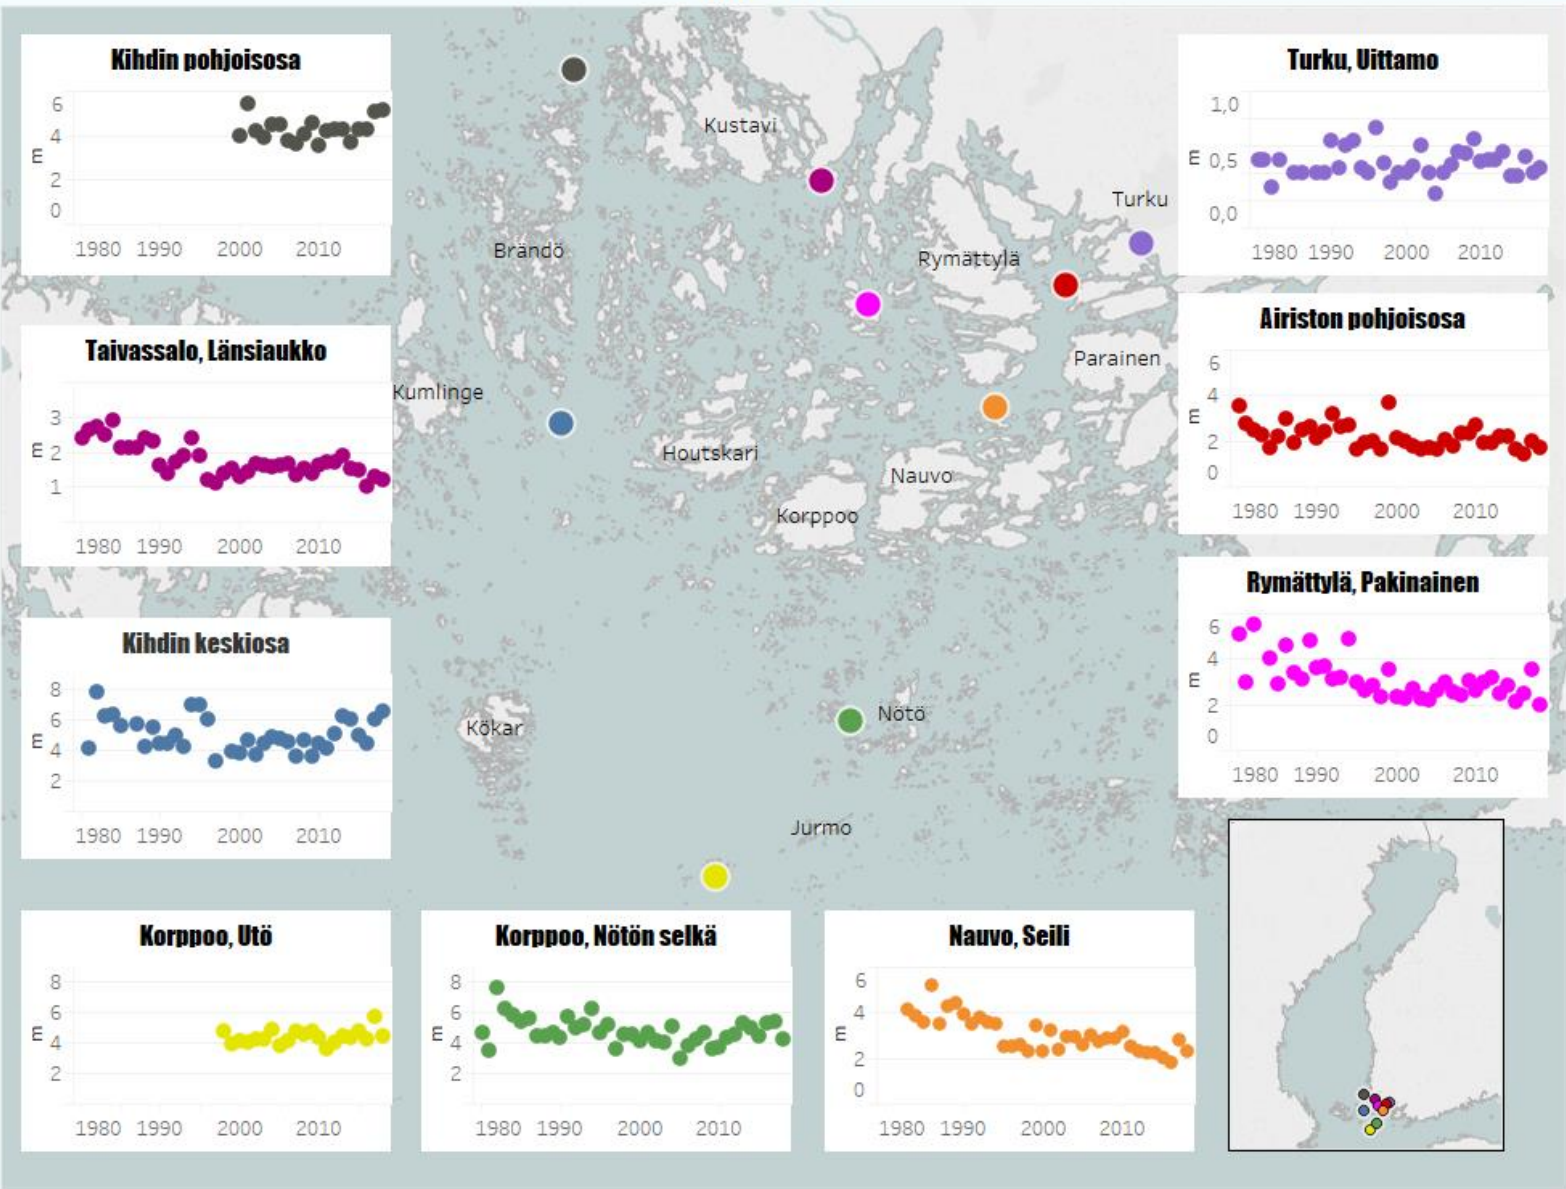 Kihdin pohjoisosa
6
4
2
0
m
1980 1990 2000 2010
Taivassalo, Länsiaukko
3
2
1
m
1980 1990 2000 2010
Kihdin keskiosa
8
6
4
2
m
1980 1990 2000 2010
Korppoo, Utö
8
6
4
2
m
1980 1990 2000 2010
Korppoo, Nötön selkä
8
6
4
2
m
1980 1990 2000 2010
Nauvo, Seili
6
4
2
0
m
1980 1990 2000 2010
Turku, Uittamo
1,0
0,5
0,0
m
1980 1990 2000 2010
Airiston pohjoisosa
6
4
2
0
m
1980 1990 2000 2010
Rymättylä, Pakinainen
6
4
2
0
m
1980 1990 2000 2010
Kustavi
Turku
Brändö
Rymättylä
Parainen
Kumlinge
Houtskari
Nauvo
Korppoo
Nötö
Kökar
Jurmo